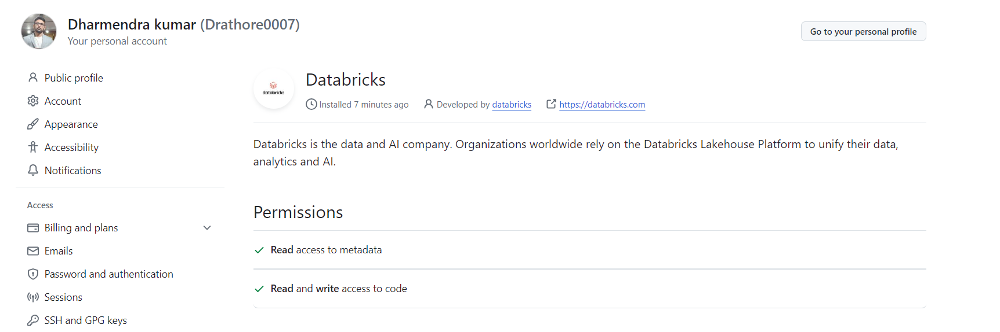 Dharmendra kumar (Drathore0007)
Your personal account
Go to your personal profile
Public profile
Account
Appearance
Accessibility
Notifications
Access
Billing and plans
Emails
Password and authentication
Sessions
SSH and GPG keys
databricks
Databricks
Installed 7 minutes ago Developed by databricks https://databricks.com
Databricks is the data and AI company. Organizations worldwide rely on the Databricks Lakehouse Platform to unify their data,
analytics and AI.
Permissions
Read access to metadata
Read and write access to code